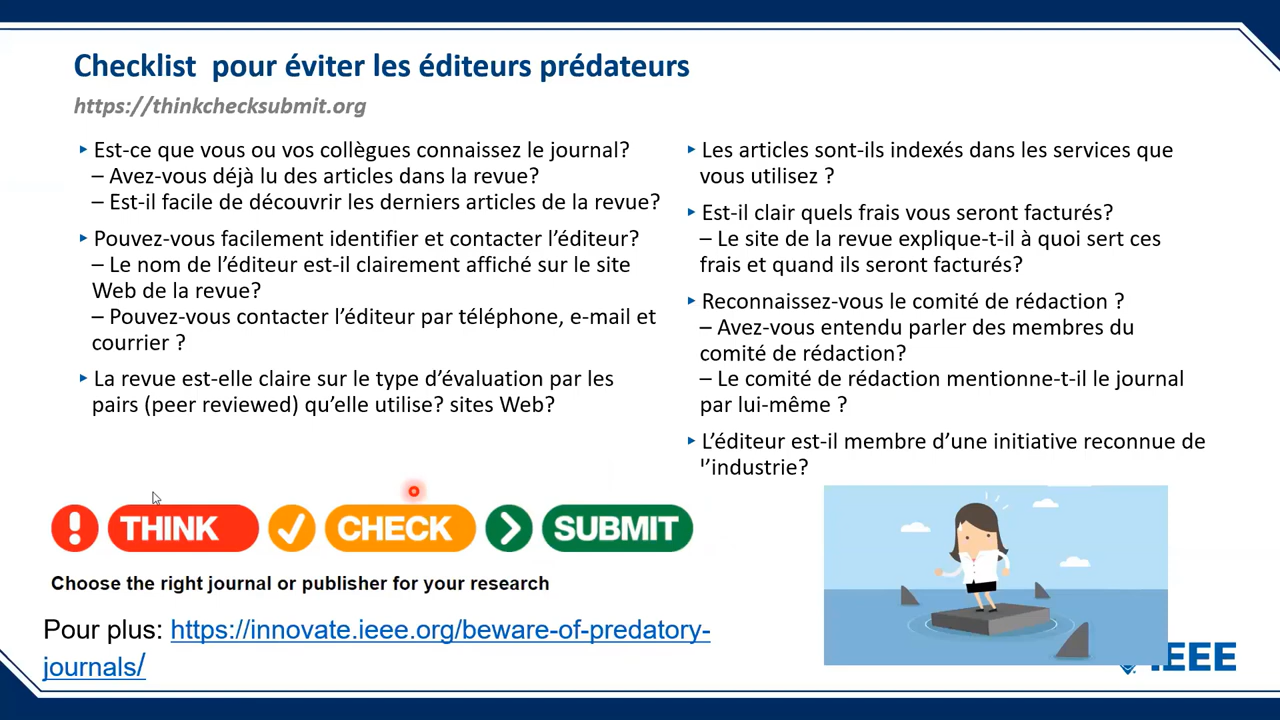 Checklist  pour éviter les éditeurs prédateurs
https://thinkchecksubmit.org
Est-ce que vous ou vos collègues connaissez le journal?
– Avez-vous déjà lu des articles dans la revue?
– Est-il facile de découvrir les derniers articles de la revue?
Pouvez-vous facilement identifier et contacter l’éditeur?
– Le nom de l’éditeur est-il clairement affiché sur le site
Web de la revue?
– Pouvez-vous contacter l’éditeur par téléphone, e-mail et
courrier ?
La revue est-elle claire sur le type d’évaluation par les
pairs (peer reviewed) qu’elle utilise? sites Web?
Les articles sont-ils indexés dans les services que
vous utilisez ?
Est-il clair quels frais vous seront facturés?
– Le site de la revue explique-t-il à quoi sert ces
frais et quand ils seront facturés?
Reconnaissez-vous le comité de rédaction ?
– Avez-vous entendu parler des membres du
comité de rédaction?
– Le comité de rédaction mentionne-t-il le journal
par lui-même ?
L’éditeur est-il membre d’une initiative reconnue de
l’industrie?
! THINK ✓ CHECK > SUBMIT
Choose the right journal or publisher for your research
Pour plus: https://innovate.ieee.org/beware-of-predatory-
journals/
IEEE